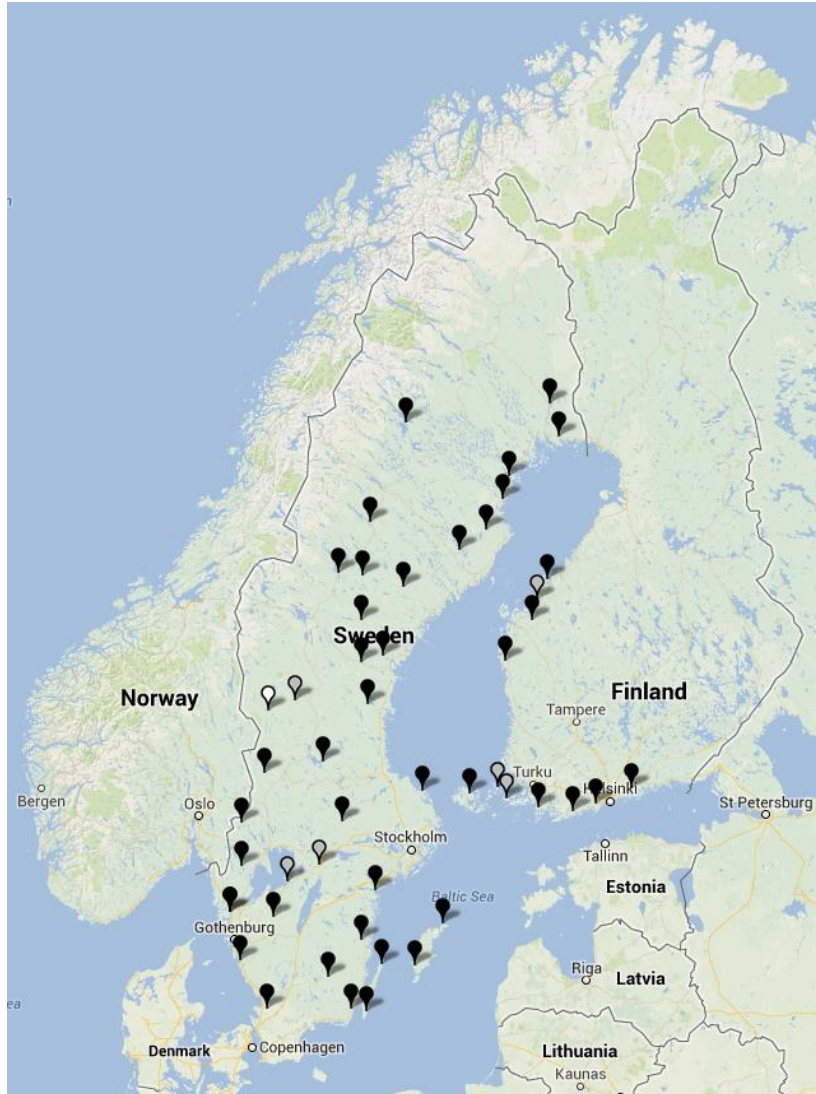 Sweden
Norway
Finland
Tampere
Bergen
Oslo
Turku
Helsinki
St Petersburg
Stockholm
Tallinn
Baltic Sea
Estonia
Gothenburg
Riga
Latvia
ea
Denmark
Copenhagen
Lithuania
Kaunas